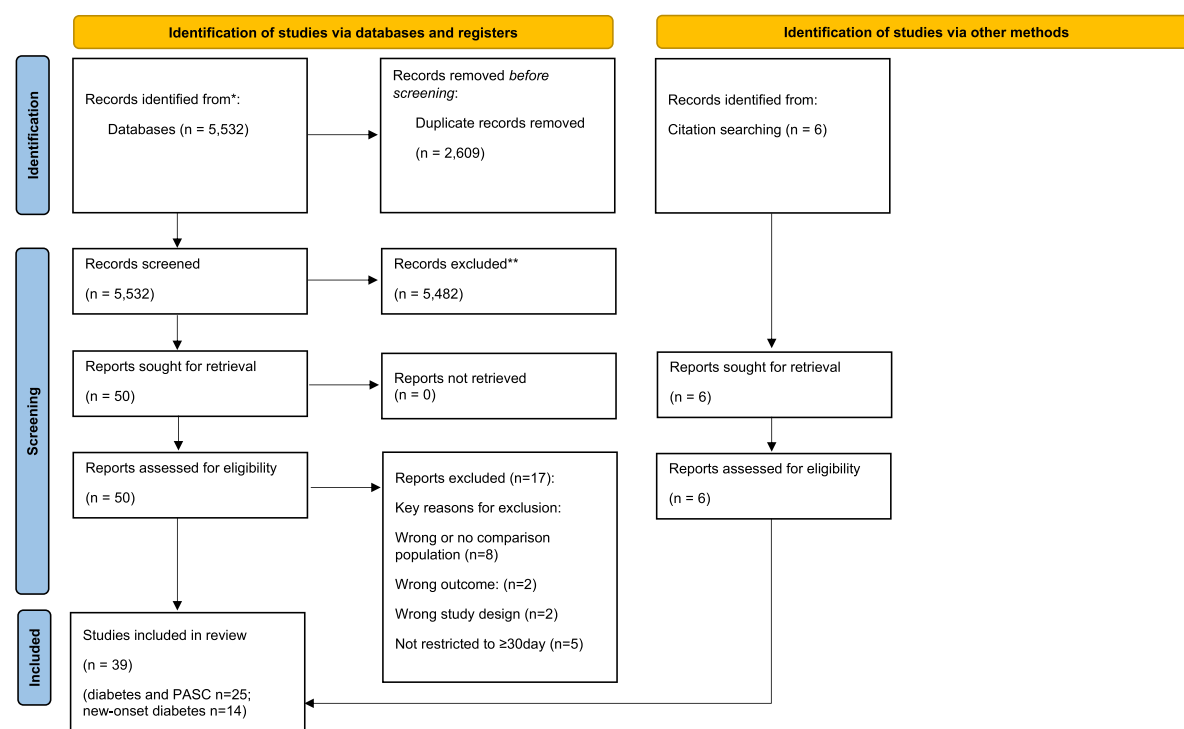 Identification of studies via databases and registers
Identification of studies via other methods
Identification
Records identified from*:
Databases (n = 5,532)
Records removed before
screening:
Duplicate records removed
(n = 2,609)
Records identified from:
Citation searching (n = 6)
Screening
Records screened
(n = 5,532)
Records excluded**
(n = 5,482)
Reports sought for retrieval
(n = 50)
Reports not retrieved
(n = 0)
Reports sought for retrieval
(n = 6)
Reports assessed for eligibility
(n = 50)
Reports excluded (n=17):
Key reasons for exclusion:
Wrong or no comparison
population (n=8)
Wrong outcome: (n=2)
Wrong study design (n=2)
Not restricted to ≥30day (n=5)
Reports assessed for eligibility
(n = 6)
Included
Studies included in review
(n = 39)
(diabetes and PASC n=25;
new-onset diabetes n=14)